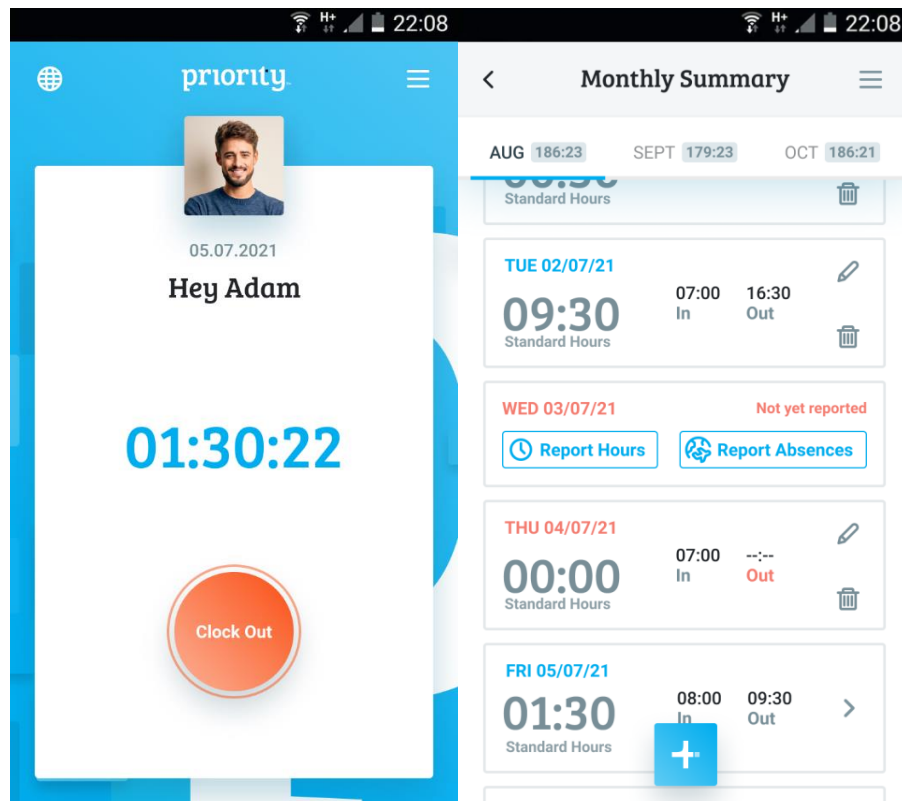 H+
22:08
priority
05.07.2021
Hey Adam
01:30:22
Clock Out
H+
22:08
Monthly Summary
AUG 186:23 SEPT 179:23 OCT 186:21
Standard Hours
TUE 02/07/21
09:30
Standard Hours
07:00 16:30
In Out
WED 03/07/21 Not yet reported
Report Hours Report Absences
THU 04/07/21
00:00
Standard Hours
07:00 --:--
In Out
FRI 05/07/21
01:30
Standard Hours
08:00 09:30
In Out